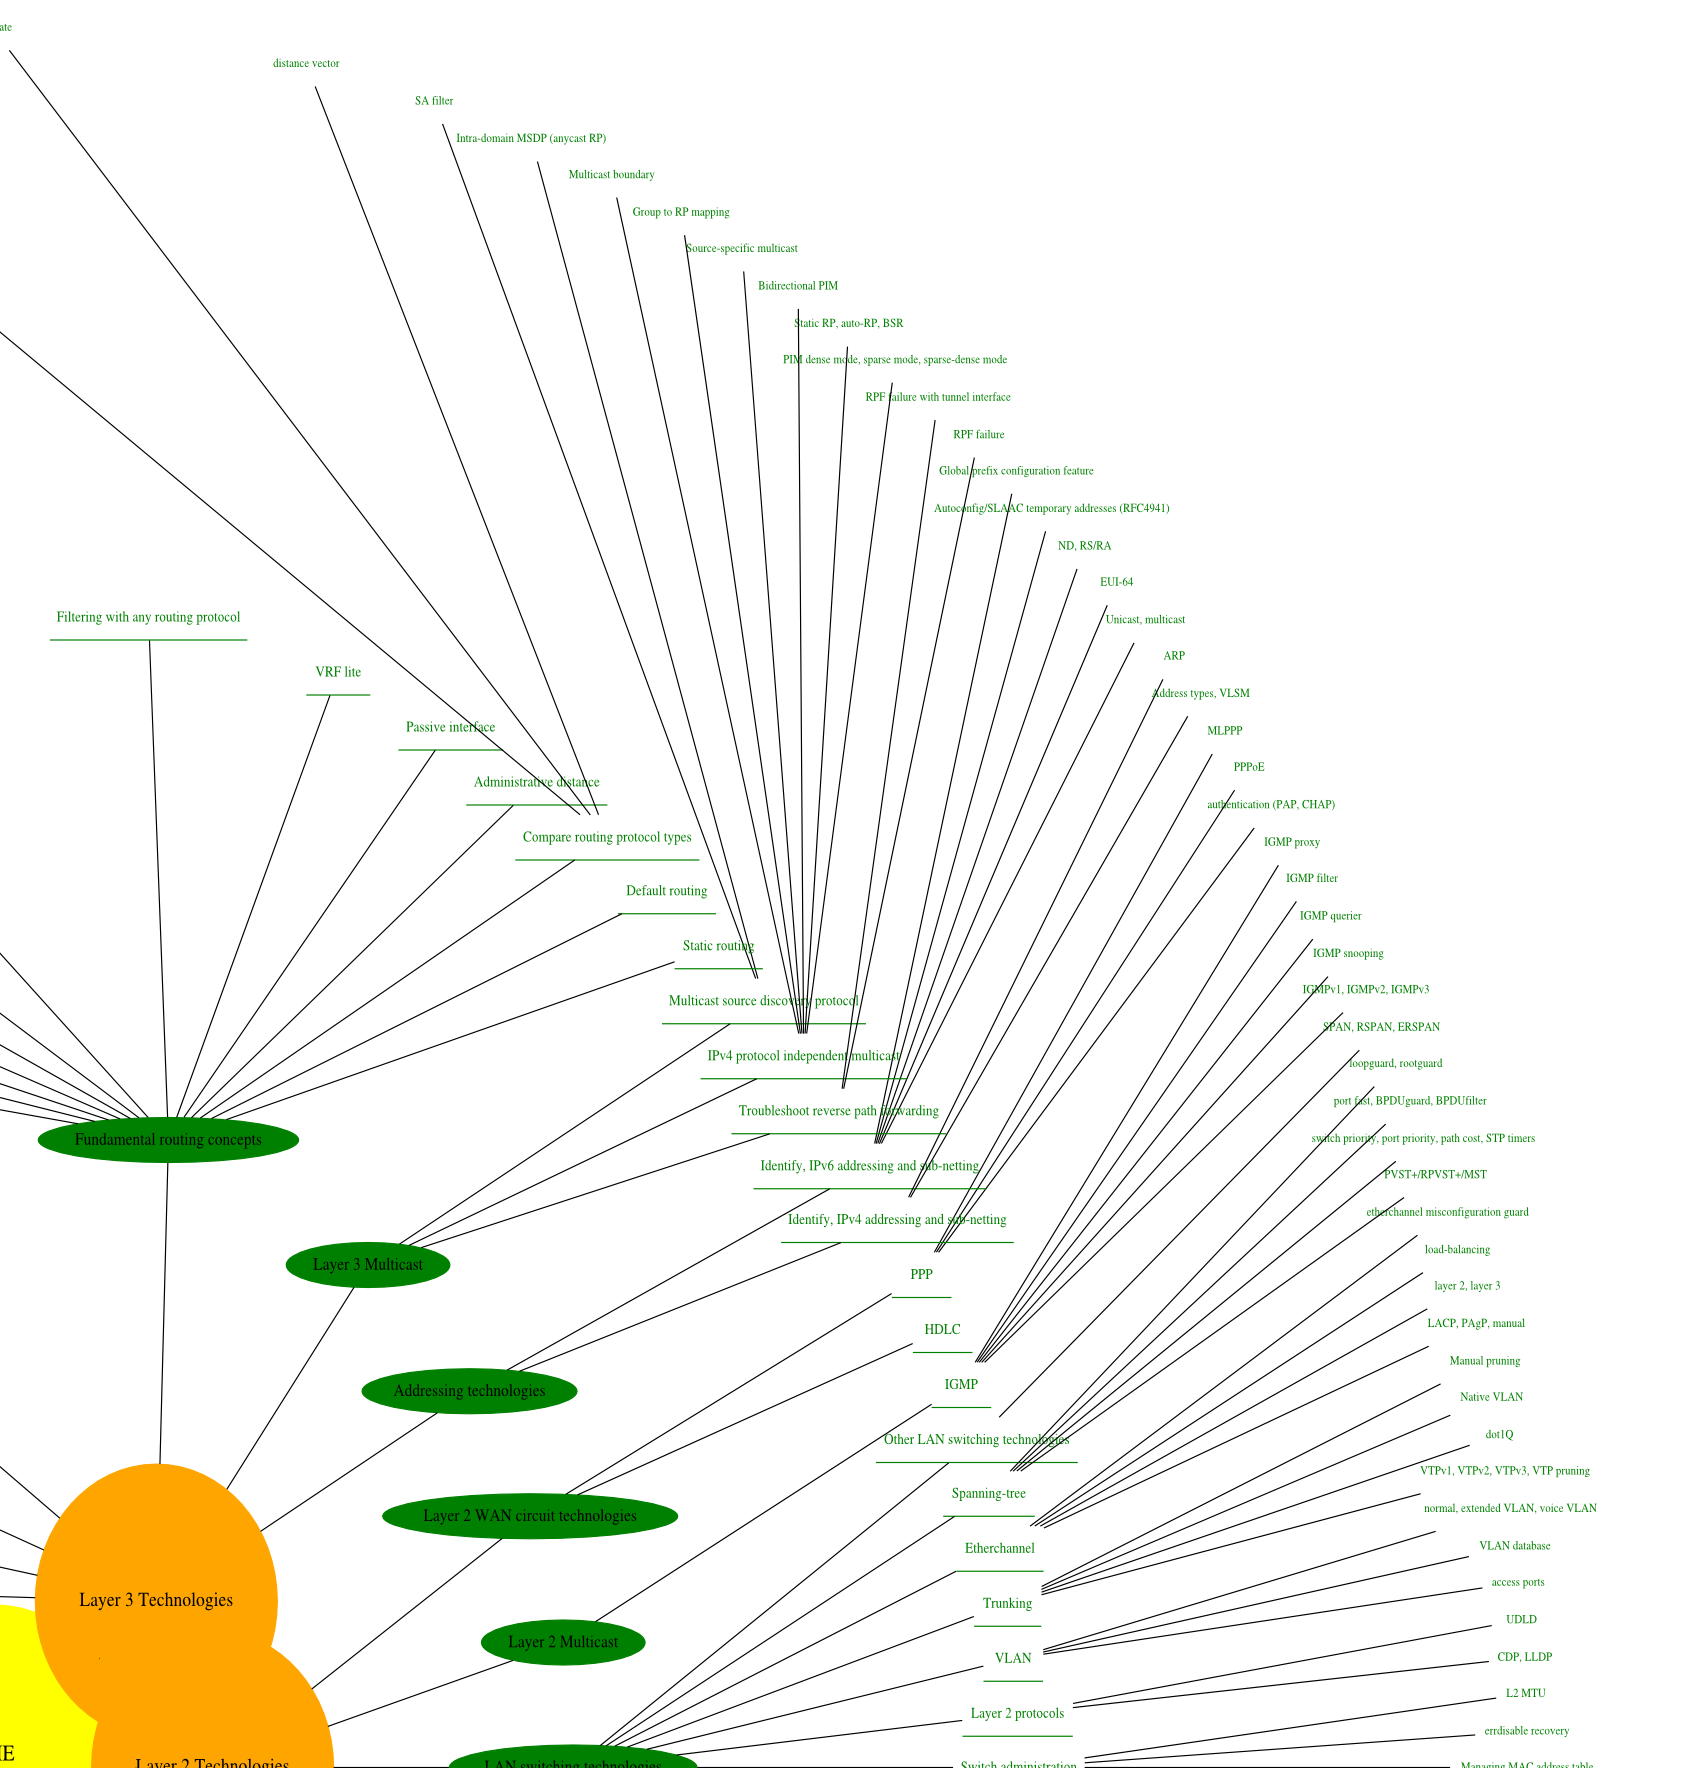 ate
distance vector
SA filter
Intra-domain MSDP (anycast RP)
Multicast boundary
Group to RP mapping
Source-specific multicast
Bidirectional PIM
Static RP, auto-RP, BSR
PIM dense mode, sparse mode, sparse-dense mode
RPF failure with tunnel interface
RPF failure
Global prefix configuration feature
Autoconfig/SLAAC temporary addresses (RFC4941)
ND, RS/RA
EUI-64
Filtering with any routing protocol
Unicast, multicast
ARP
VRF lite
Address types, VLSM
Passive interface
MLPPP
PPPoE
Administrative distance
authentication (PAP, CHAP)
Compare routing protocol types
IGMP proxy
IGMP filter
Default routing
IGMP querier
Static routing
IGMP snooping
IGMPv1, IGMPv2, IGMPv3
Multicast source discovery protocol
SPAN, RSPAN, ERSPAN
IPv4 protocol independent multicast
loopguard, rootguard
port fast, BPDUguard, BPDUfilter
Troubleshoot reverse path forwarding
switch priority, port priority, path cost, STP timers
Fundamental routing concepts
Identify, IPv6 addressing and sub-netting
PVST+/RPVST+/MST
etherchannel misconfiguration guard
Identify, IPv4 addressing and sub-netting
load-balancing
Layer 3 Multicast
PPP
layer 2, layer 3
LACP, PAgP, manual
HDLC
Manual pruning
IGMP
Addressing technologies
Native VLAN
dot1Q
Other LAN switching technologies
VTPv1, VTPv2, VTPv3, VTP pruning
Spanning-tree
normal, extended VLAN, voice VLAN
Layer 2 WAN circuit technologies
VLAN database
Etherchannel
access ports
Layer 3 Technologies
Trunking
UDLD
Layer 2 Multicast
CDP, LLDP
VLAN
L2 MTU
Layer 2 protocols
errdisable recovery
IE
Layer 2 Technologies
LAN switching technologies
Switch administration
Managing MAC address table